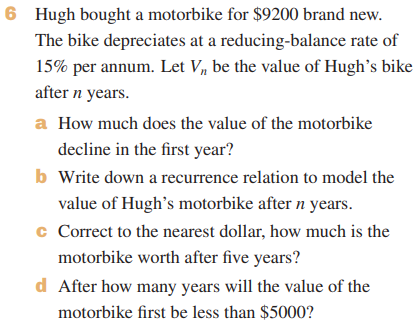 6 Hugh bought a motorbike for $9200 brand new.
The bike depreciates at a reducing-balance rate of
15% per annum. Let Vₙ be the value of Hugh’s bike
after n years.
a How much does the value of the motorbike
decline in the first year?
b Write down a recurrence relation to model the
value of Hugh’s motorbike after n years.
c Correct to the nearest dollar, how much is the
motorbike worth after five years?
d After how many years will the value of the
motorbike first be less than $5000?